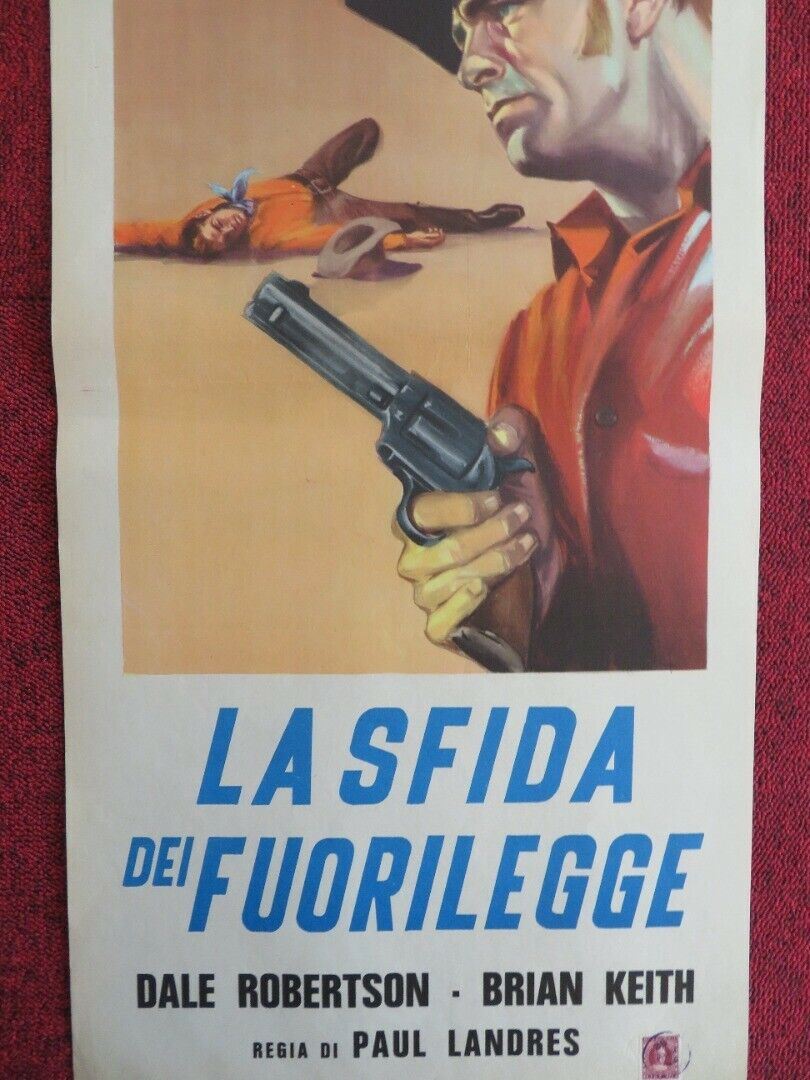 LA SFIDA
DEI FUORILEGGE
DALE ROBERTSON - BRIAN KEITH
REGIA DI PAUL LANDRES